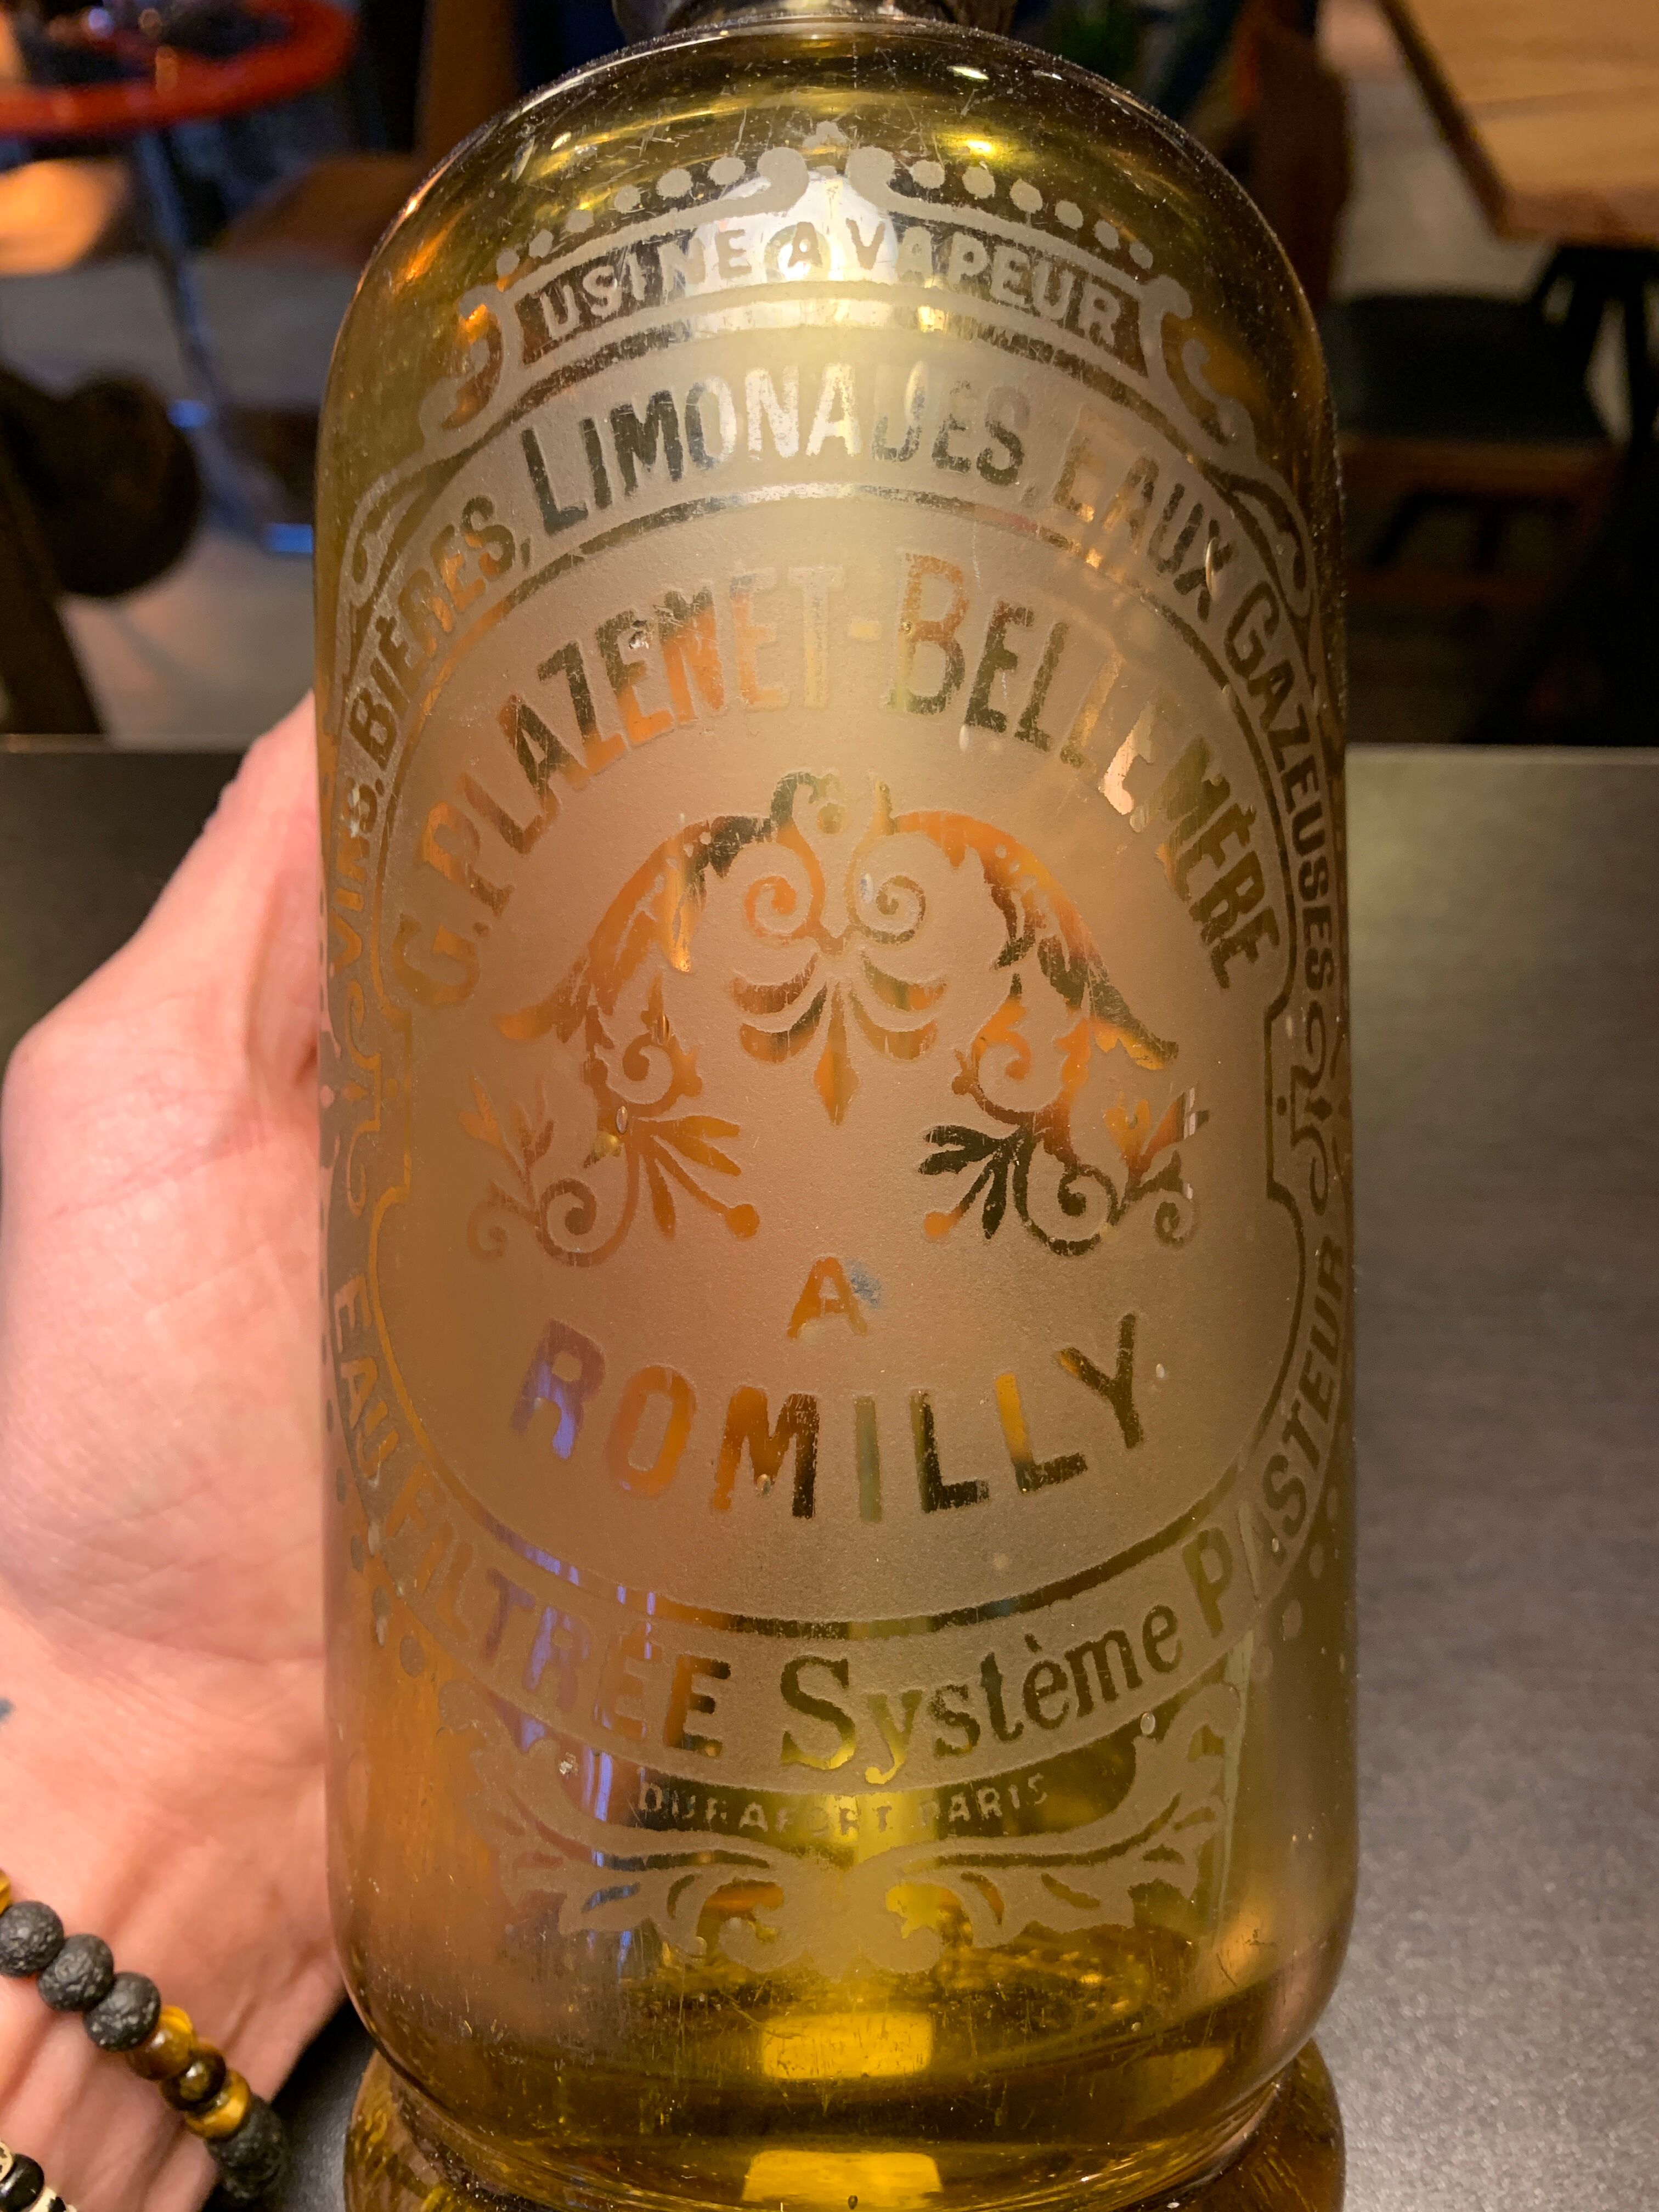 USINE A VAPEUR
VINS, BIÈRES, LIMONADES, EAUX GAZEUSES
G. PLAZENET-BELLEMÈRE
A
ROMILLY
EAU FILTRÉE Système PASTEUR
DURAFORT PARIS